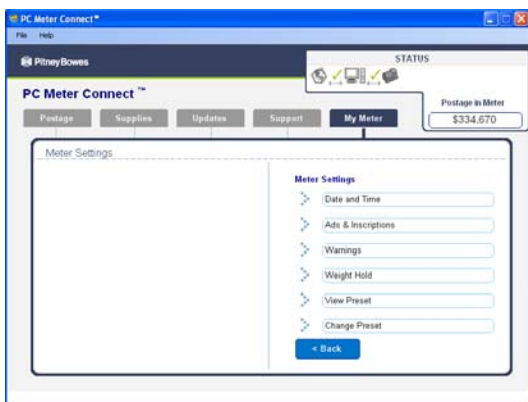 PC Meter Connect™
File Help
Pitney Bowes
STATUS
PC Meter Connect ™
Postage in Meter
$334.670
Postage Supplies Updates Support My Meter
Meter Settings
Meter Settings
Date and Time
Ads & Inscriptions
Warnings
Weight Hold
View Preset
Change Preset
< Back